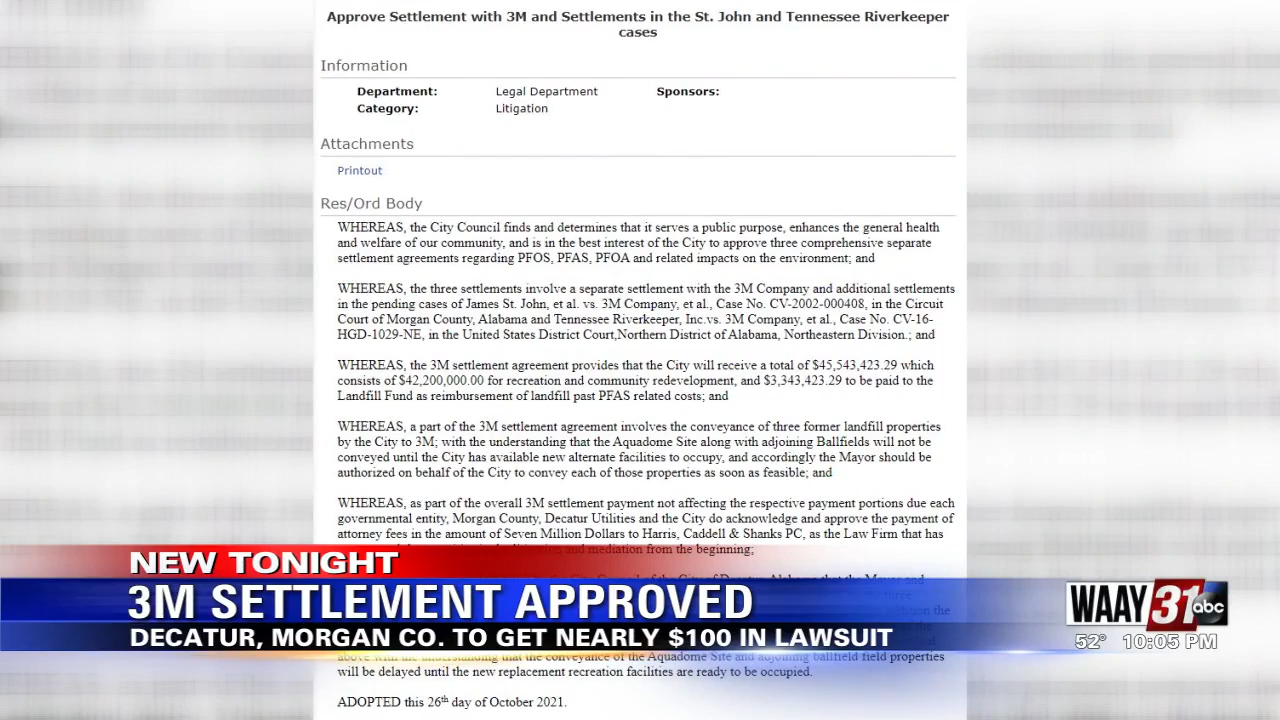 Approve Settlement with 3M and Settlements in the St. John and Tennessee Riverkeeper
cases
Information
Department: Legal Department Sponsors:
Category: Litigation
Attachments
Printout
Res/Ord Body
WHEREAS, the City Council finds and determines that it serves a public purpose, enhances the general health
and welfare of our community, and is in the best interest of the City to approve three comprehensive separate
settlement agreements regarding PFOS, PFAS, PFOA and related impacts on the environment; and
WHEREAS, the three settlements involve a separate settlement with the 3M Company and additional settlements
in the pending cases of James St. John, et al. vs. 3M Company, et al., Case No. CV-2002-000408, in the Circuit
Court of Morgan County, Alabama and Tennessee Riverkeeper, Inc.vs. 3M Company, et al., Case No. CV-16-
HGD-1029-NE, in the United States District Court,Northern District of Alabama, Northeastern Division.; and
WHEREAS, the 3M settlement agreement provides that the City will receive a total of $45,543,423.29 which
consists of $42,200,000.00 for recreation and community redevelopment, and $3,343,423.29 to be paid to the
Landfill Fund as reimbursement of landfill past PFAS related costs; and
WHEREAS, a part of the 3M settlement agreement involves the conveyance of three former landfill properties
by the City to 3M; with the understanding that the Aquadome Site along with adjoining Ballfields will not be
conveyed until the City has available new alternate facilities to occupy, and accordingly the Mayor should be
authorized on behalf of the City to convey each of those properties as soon as feasible; and
WHEREAS, as part of the overall 3M settlement payment not affecting the respective payment portions due each
governmental entity, Morgan County, Decatur Utilities and the City do acknowledge and approve the payment of
attorney fees in the amount of Seven Million Dollars to Harris, Caddell & Shanks PC, as the Law Firm that has
and mediation from the beginning;
NEW TONIGHT
3M SETTLEMENT APPROVED
DECATUR, MORGAN CO. TO GET NEARLY $100 IN LAWSUIT
WAAY 31 abc
52° 10:05 PM
above with the understanding that the conveyance of the Aquadome Site and adjoining ballfield field properties
will be delayed until the new replacement recreation facilities are ready to be occupied.
ADOPTED this 26th day of October 2021.